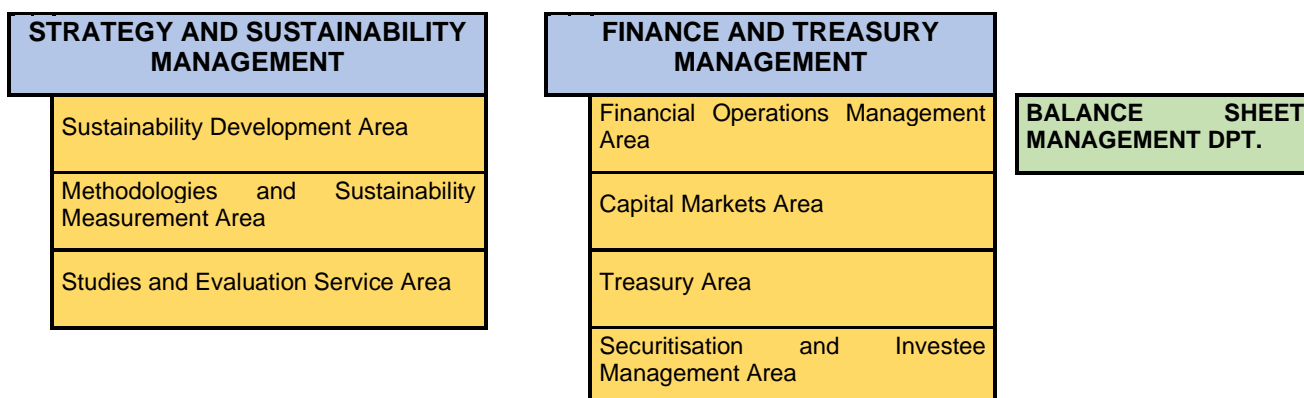 STRATEGY AND SUSTAINABILITY
MANAGEMENT
Sustainability Development Area
Methodologies and Sustainability
Measurement Area
Studies and Evaluation Service Area
FINANCE AND TREASURY
MANAGEMENT
Financial Operations Management
Area
Capital Markets Area
Treasury Area
Securitisation and Investee
Management Area
BALANCE SHEET
MANAGEMENT DPT.